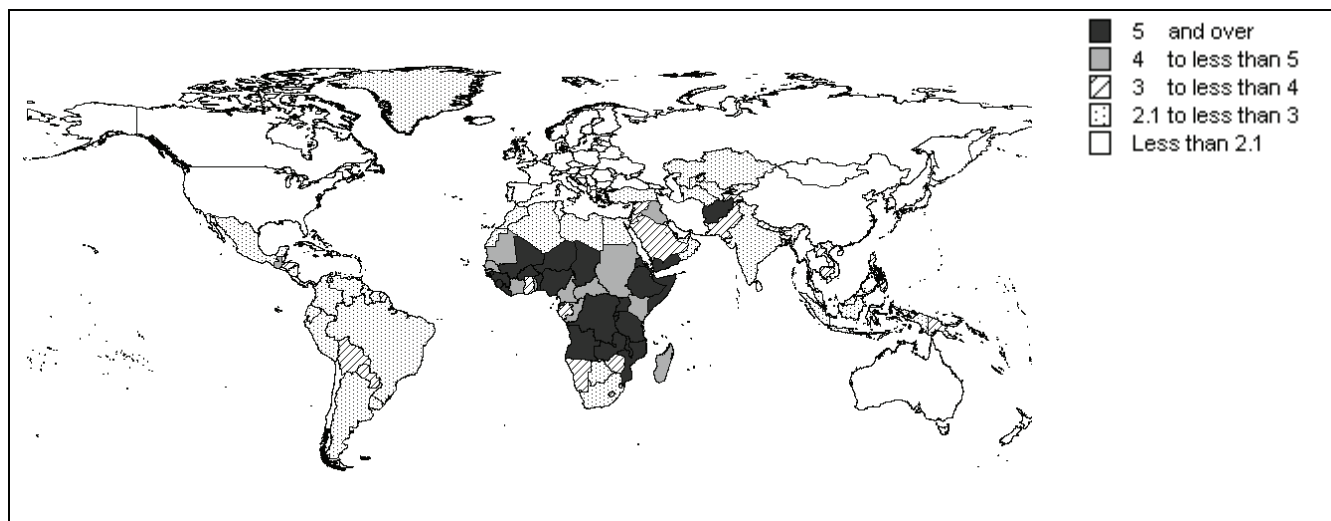 5 and over
4 to less than 5
3 to less than 4
2.1 to less than 3
Less than 2.1